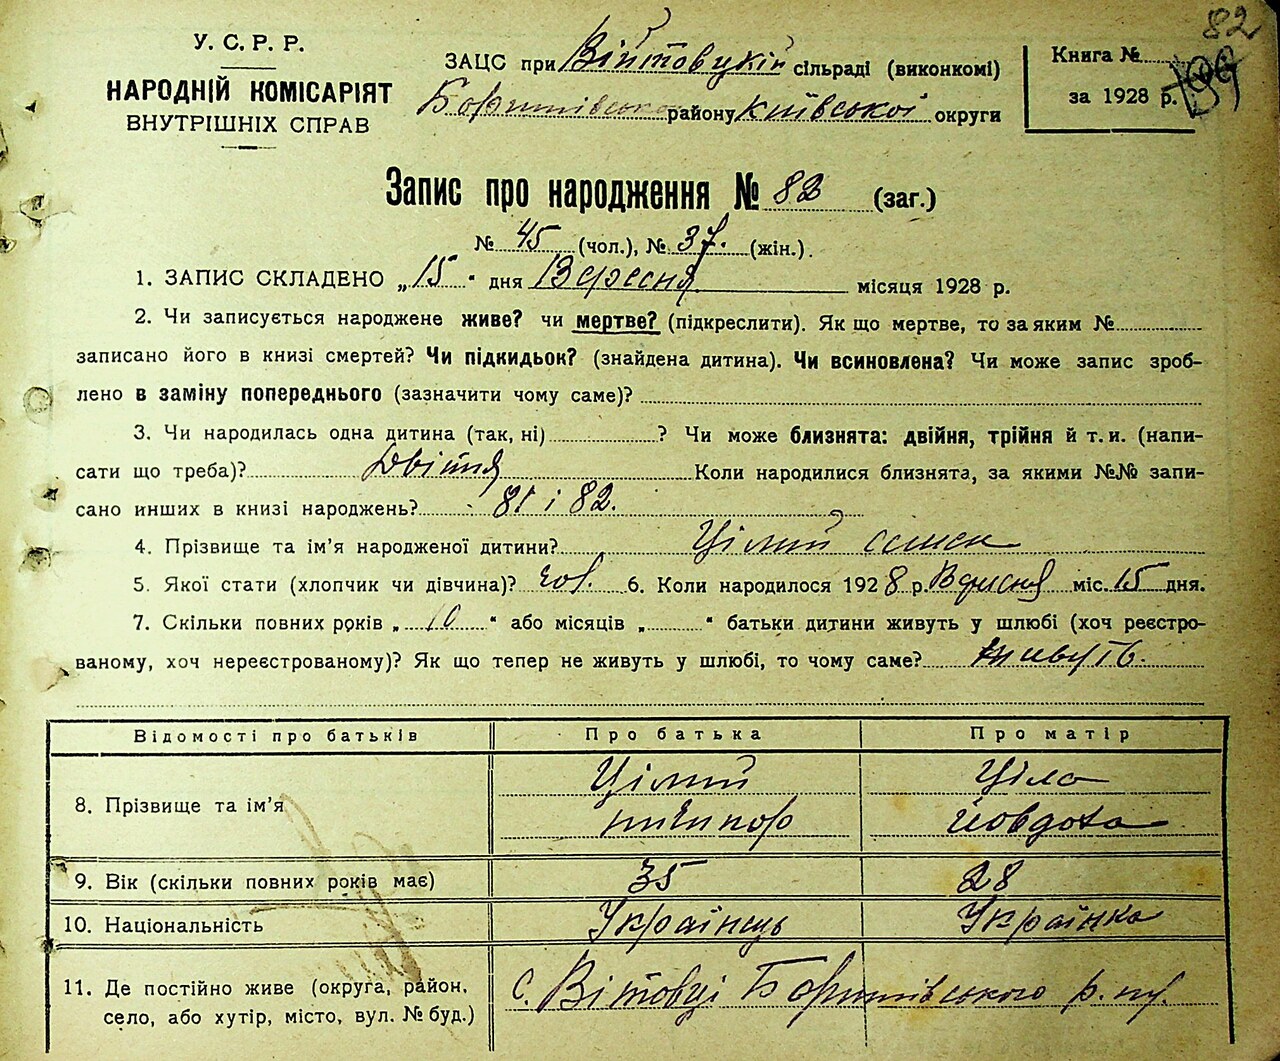 82
У. С. Р. Р.
НАРОДНІЙ КОМІСАРІЯТ
ВНУТРІШНІХ СПРАВ
ЗАЦС при Війтовецкій сільраді (виконкомі)
району Київської округи
Книга №
за 1928 р.
Запис про народження № 82 (заг.)
№ 45 (чол.), № 37. (жін.).
1. ЗАПИС СКЛАДЕНО „15" дня Вересня місяця 1928 р.
2. Чи записується народжене живе? чи мертве? (підкреслити). Як що мертве, то за яким №
записано його в книзі смертей? Чи підкидьок? (знайдена дитина). Чи всиновлена? Чи може запис зроб-
лено в заміну попереднього (зазначити чому саме)?
3. Чи народилась одна дитина (так, ні) ? Чи може близнята: двійня, трійня й т. и. (напи-
сати що треба)? Двійня Коли народилися близнята, за якими №№ запи-
сано инших в книзі народжень? 81 і 82.
4. Прізвище та ім'я народженої дитини? Цілий семен
5. Якої стати (хлопчик чи дівчина)? чол. 6. Коли народилося 1928 р. Вересня міс. 15 дня.
7. Скільки повних років „10" або місяців „ " батьки дитини живуть у шлюбі (хоч реєстро-
ваному, хоч нереєстрованому)? Як що тепер не живуть у шлюбі, то чому саме? живуть.
Відомості про батьків Про батька Про матір
8. Прізвище та ім'я Цілий Ціла
ничипор Йовдоха
9. Вік (скільки повних років має) 35 28
10. Національність Українець Українка
11. Де постійно живе (округа, район,
село, або хутір, місто, вул. № буд.) с. Вітовці р.